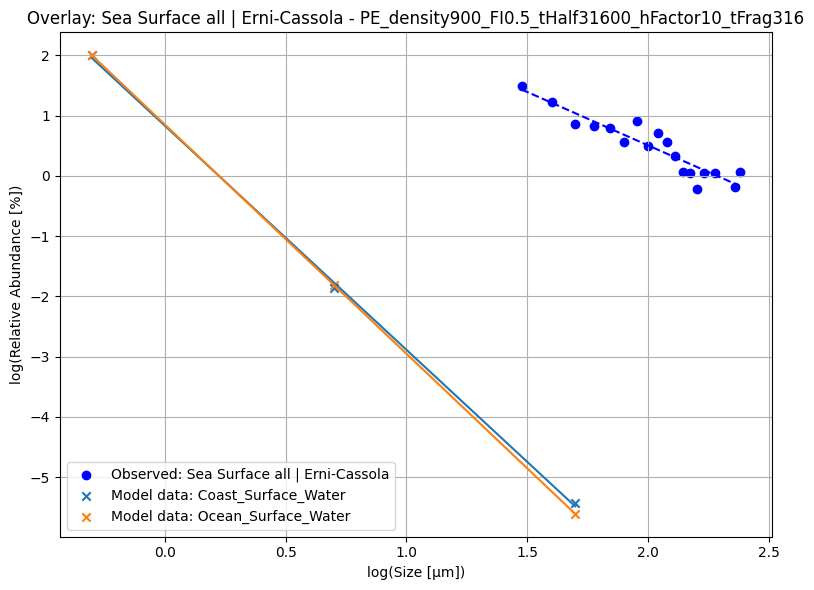 Overlay: Sea Surface all | Erni-Cassola - PE_density900_FI0.5_tHalf31600_hFactor10_tFrag316
log(Relative Abundance [%])
2
1
0
−1
−2
−3
−4
−5
Observed: Sea Surface all | Erni-Cassola
Model data: Coast_Surface_Water
Model data: Ocean_Surface_Water
0.0 0.5 1.0 1.5 2.0 2.5
log(Size [μm])